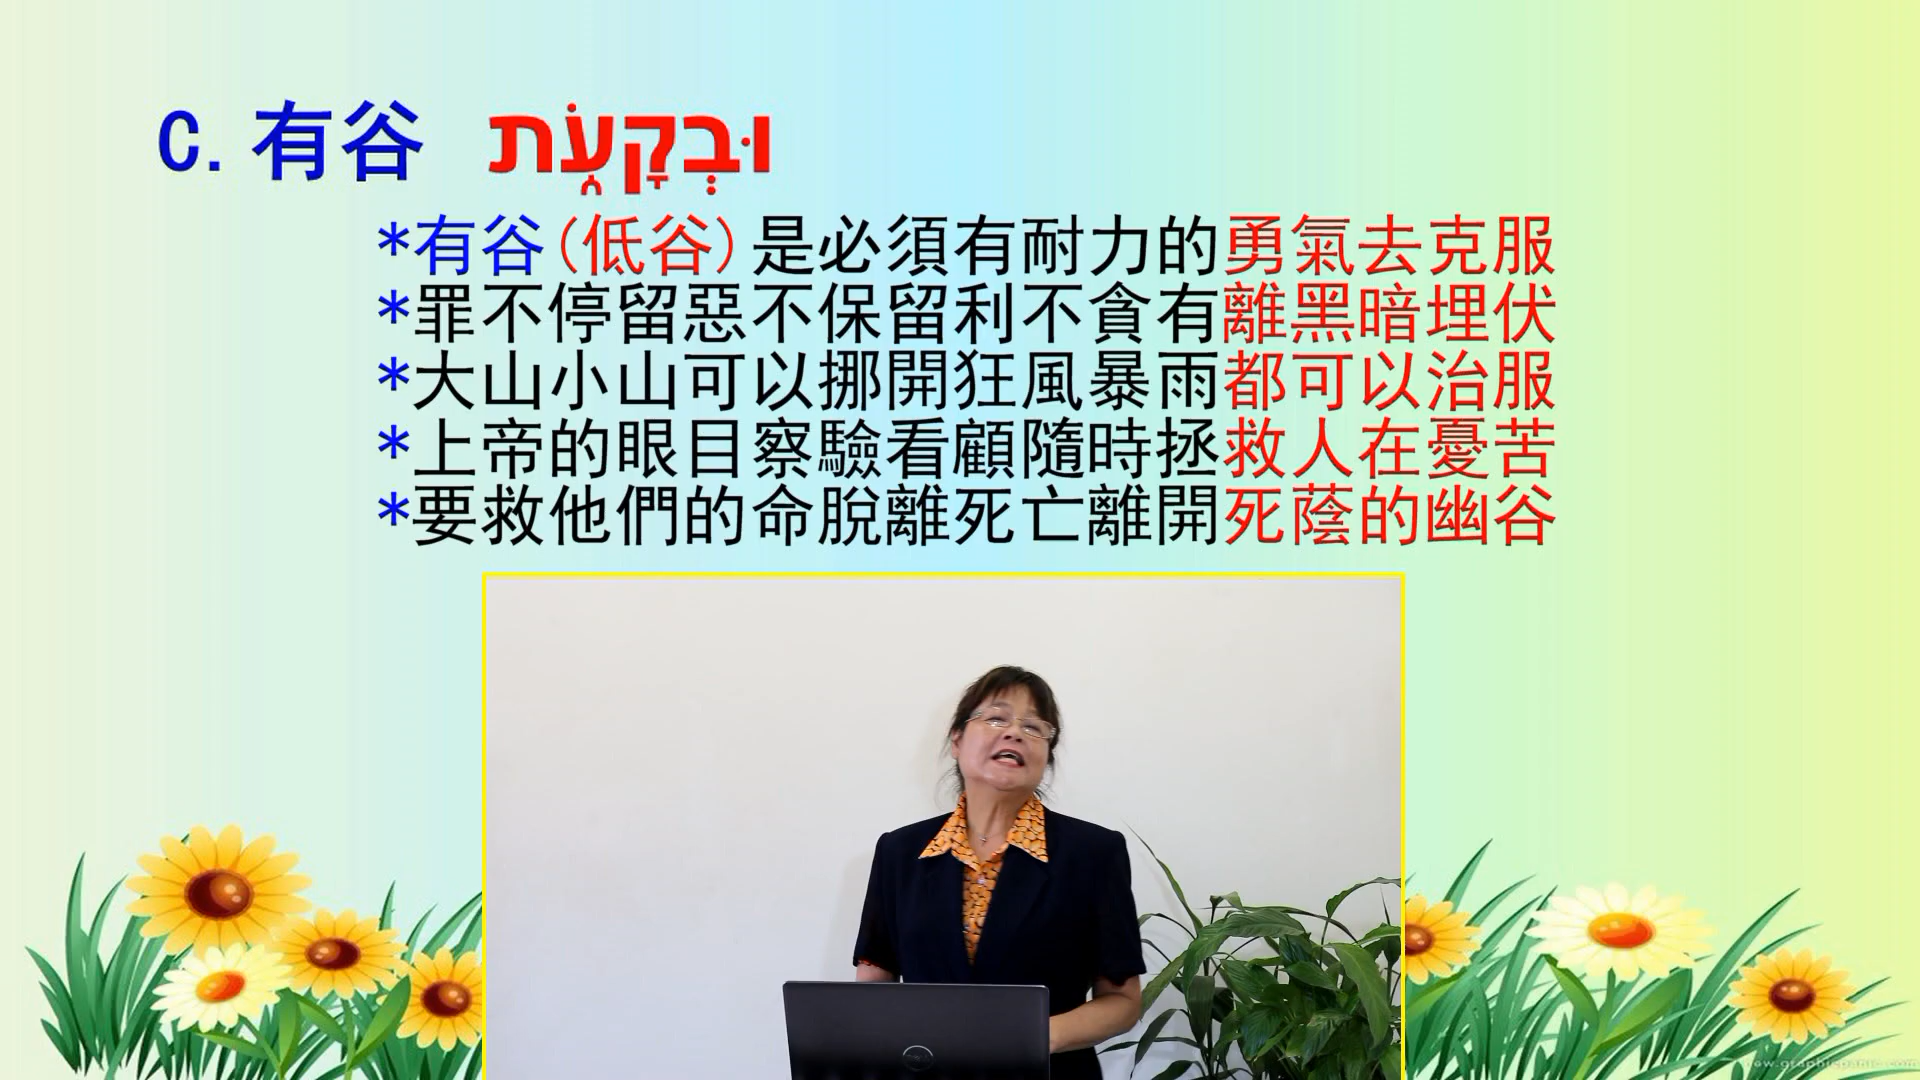 C.有谷 וּבְקָעֹ֑ת
*有谷(低谷)是必須有耐力的勇氣去克服
*罪不停留惡不保留利不貪有離黑暗埋伏
*大山小山可以挪開狂風暴雨都可以治服
*上帝的眼目察驗看顧隨時拯救人在憂苦
*要救他們的命脫離死亡離開死蔭的幽谷
DELL